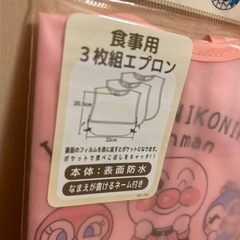 食事用
3枚組エプロン
20.5cm
22cm
裏面のフィルムを表に返すとポケットになります。
ポケットで食べこぼしをキャッチ!!
本体:表面防水
なまえが書けるネーム付き
NIKONI
nman